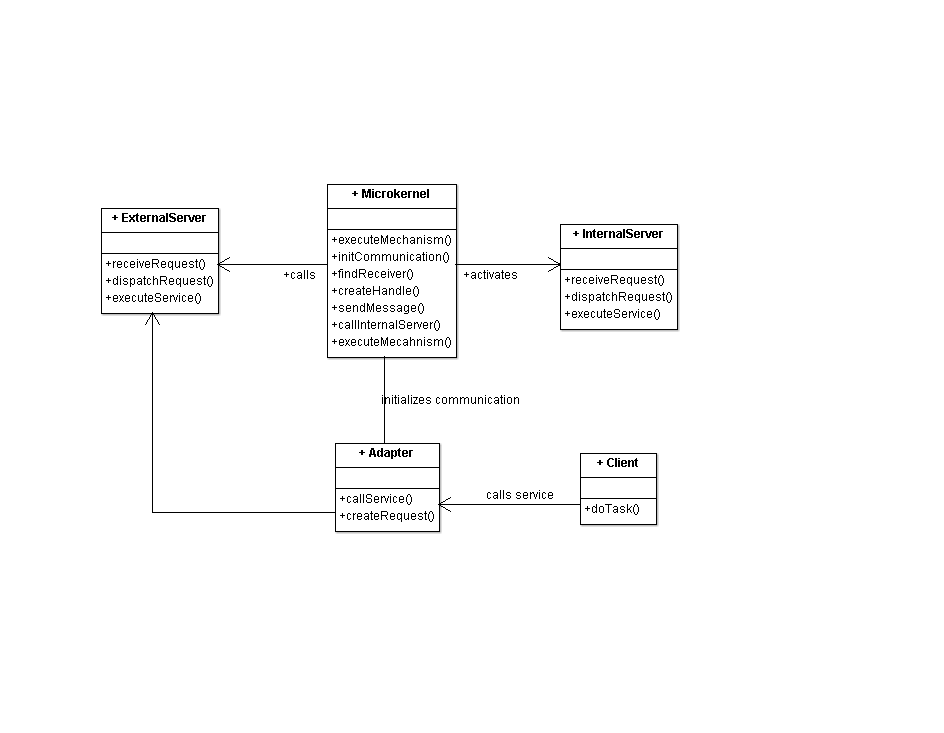 + Microkernel
+executeMechanism()
+initCommunication()
+findReceiver()
+createHandle()
+sendMessage()
+callInternalServer()
+executeMecahnism()
+ ExternalServer
+receiveRequest()
+dispatchRequest()
+executeService()
+calls
+activates
+ InternalServer
+receiveRequest()
+dispatchRequest()
+executeService()
initializes communication
+ Adapter
+callService()
+createRequest()
calls service
+ Client
+doTask()